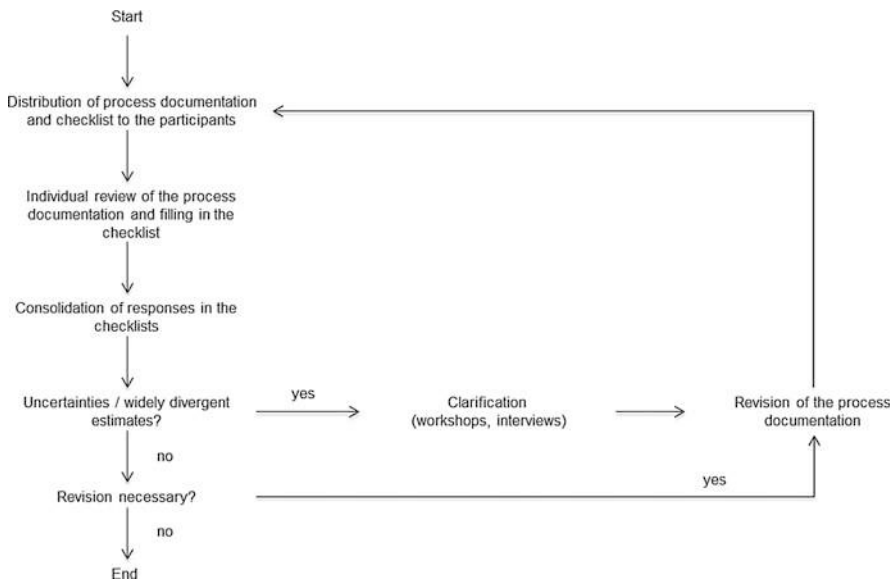 Start
Distribution of process documentation
and checklist to the participants
Individual review of the process
documentation and filling in the
checklist
Consolidation of responses in the
checklists
Uncertainties / widely divergent
estimates?
yes
Clarification
(workshops, interviews)
Revision of the process
documentation
no
Revision necessary?
yes
no
End